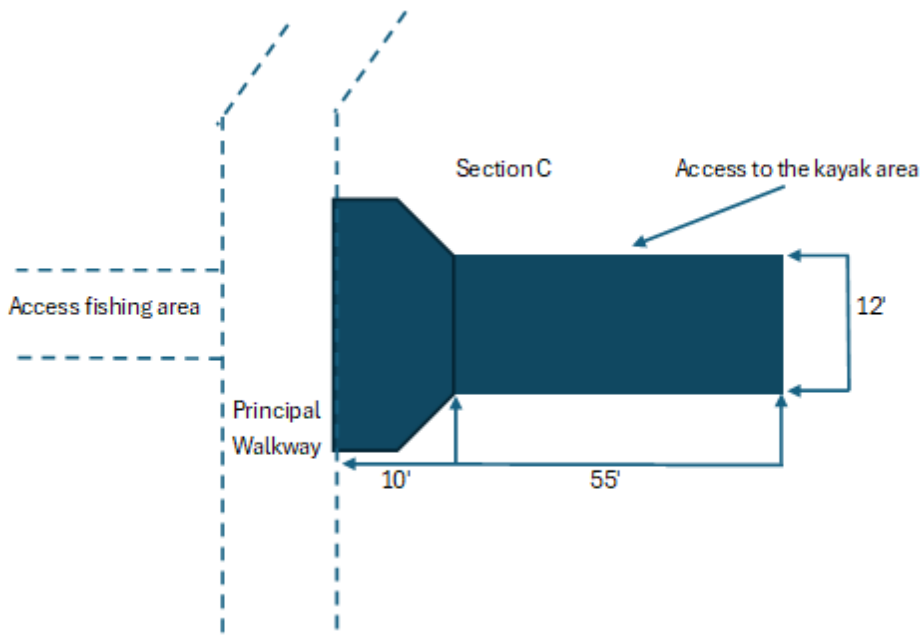 Section C
Access to the kayak area
Access fishing area
12'
Principal
Walkway
10'
55'